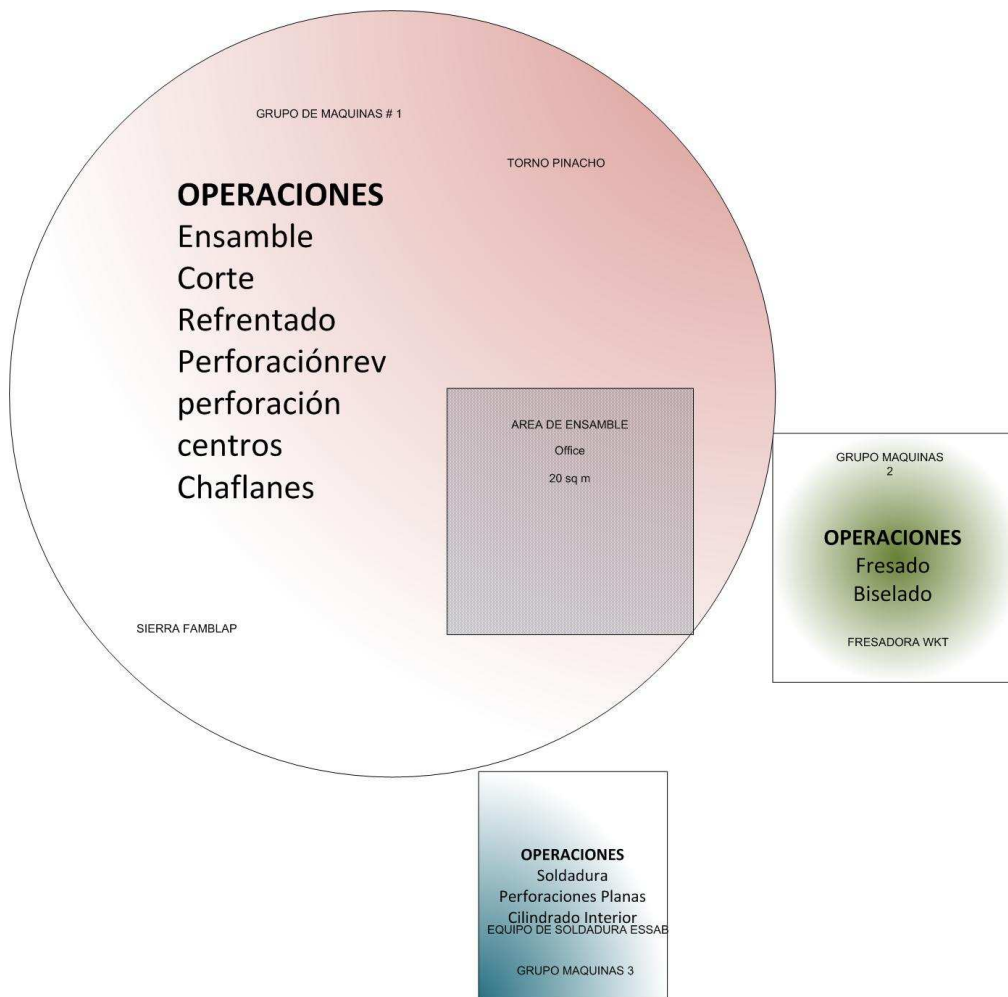 GRUPO DE MAQUINAS # 1
TORNO PINACHO
OPERACIONES
Ensamble
Corte
Refrentado
Perforaciónrev
perforación
centros
Chaflanes
AREA DE ENSAMBLE
Office
20 sq m
SIERRA FAMBLAP
GRUPO MAQUINAS
2
OPERACIONES
Fresado
Biselado
FRESADORA WKT
OPERACIONES
Soldadura
Perforaciones Planas
Cilindrado Interior
EQUIPO DE SOLDADURA ESSAB
GRUPO MAQUINAS 3